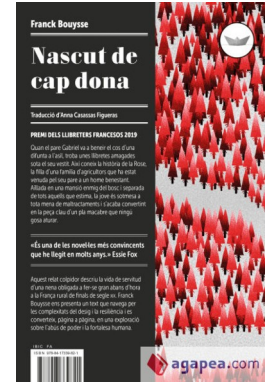 Franck Bouysse
Nascut de
cap dona
Traducció d'Anna Casassas Figueras
PREMI DELS LLIBRETERS FRANCESOS 2019
Quan el pare Gabriel va a beneir el cos d'una
difunta a l'asil, troba unes llibretes amagades
sota el seu vestit. Així coneix la història de la Rose,
la filla d'una família d'agricultors que ha estat
venuda pel seu pare a un home benestant.
Aïllada en una mansió enmig del bosc i separada
de tots aquells que estima, la jove és sotmesa a
tota mena de maltractaments i s'acaba convertint
en la peça clau d'un pla macabre que ningú
gosa aturar.
«És una de les novel·les més convincents
que he llegit en molts anys.» Essie Fox
Aquest relat colpidor descriu la vida de servitud
d'una nena obligada a fer-se gran abans d'hora
a la França rural de finals de segle XIX. Franck
Bouysse ens presenta un text que navega per
les complexitats del desig i la resiliència i es
converteix, pàgina a pàgina, en una exploració
sobre l'abús de poder i la fortalesa humana.
IBIC FA
agapea.com